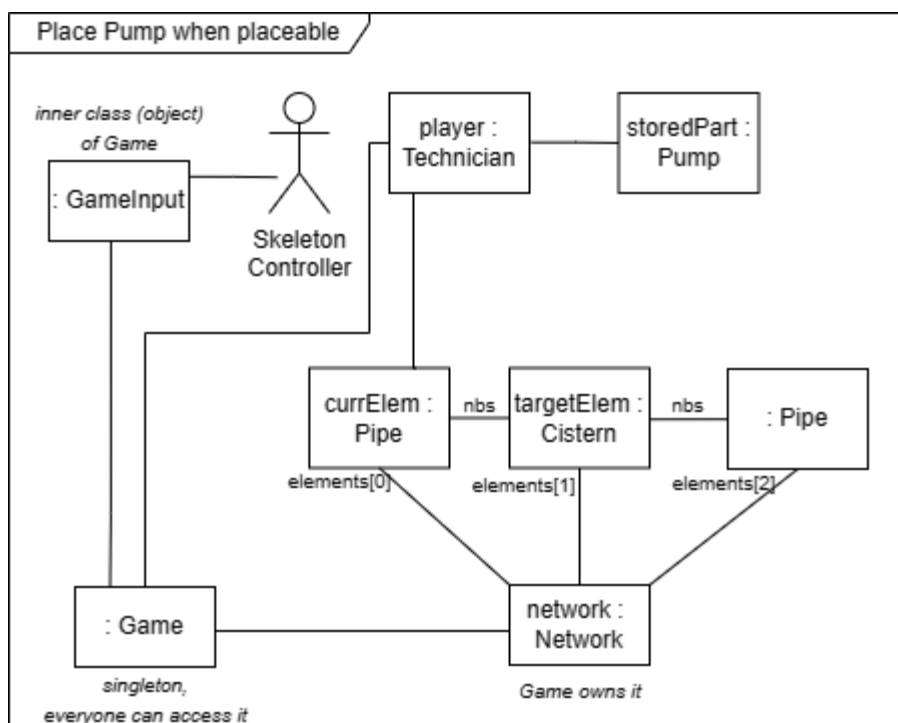 Place Pump when placeable
inner class (object)
of Game
: GameInput
Skeleton
Controller
player :
Technician
storedPart :
Pump
currElem :
Pipe
nbs
targetElem :
Cistern
nbs
: Pipe
elements[0]
elements[1]
elements[2]
: Game
singleton,
everyone can access it
network :
Network
Game owns it